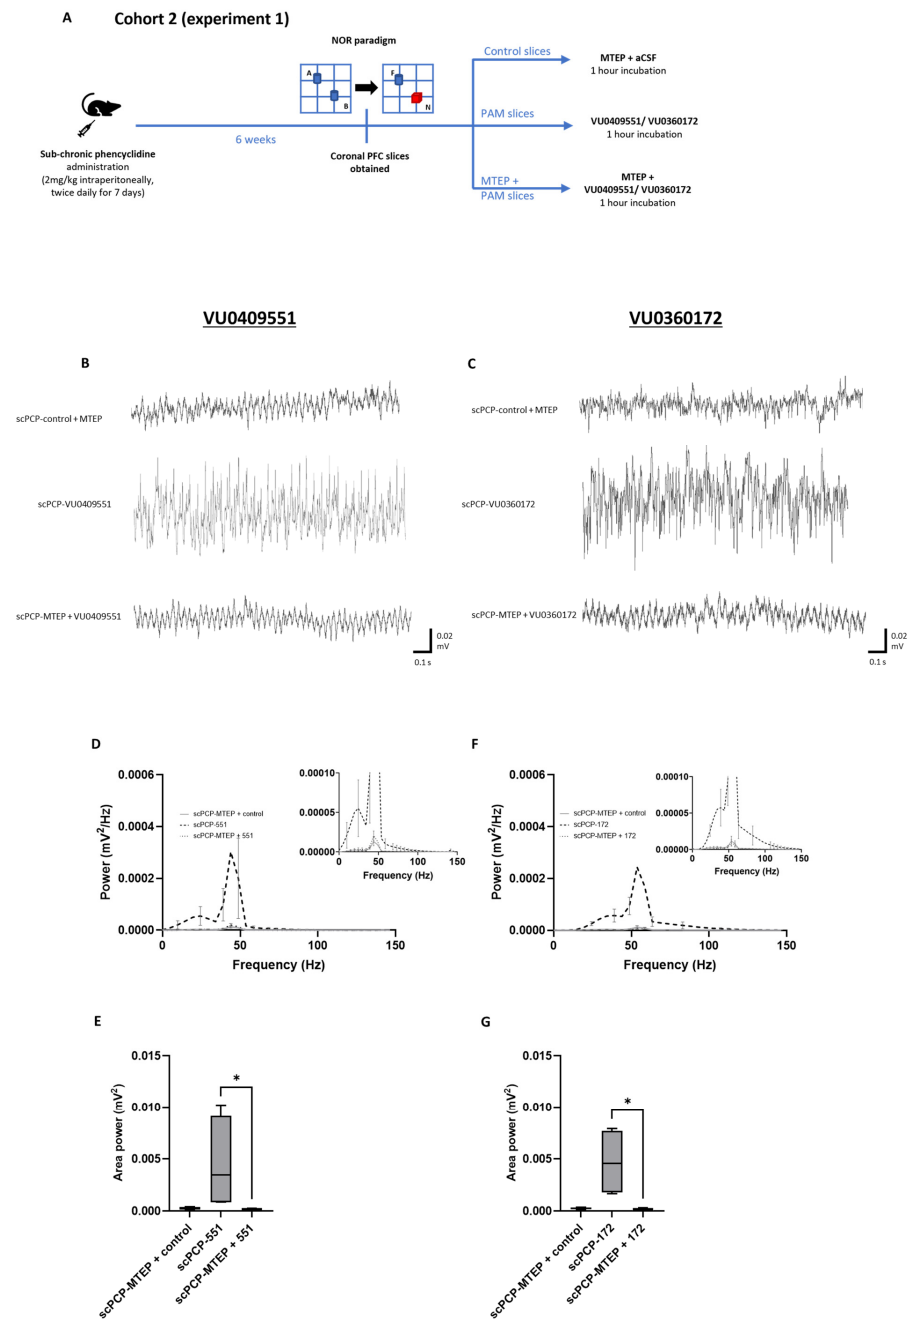 A
Cohort 2 (experiment 1)
NOR paradigm
A
B
F
N
Control slices
PAM slices
MTEP +
PAM slices
MTEP + aCSF
1 hour incubation
VU0409551/ VU0360172
1 hour incubation
MTEP +
VU0409551/ VU0360172
1 hour incubation
6 weeks
Sub-chronic phencyclidine
administration
(2mg/kg intraperitoneally,
twice daily for 7 days)
Coronal PFC slices
obtained
VU0409551
VU0360172
B
scPCP-control + MTEP
scPCP-VU0409551
scPCP-MTEP + VU0409551
0.02
mV
0.1 s
C
scPCP-control + MTEP
scPCP-VU0360172
scPCP-MTEP + VU0360172
0.02
mV
0.1 s
D
Power (mV²/Hz)
0.0006
0.0004
0.0002
0.0000
0 50 100 150
Frequency (Hz)
scPCP-MTEP + control
scPCP-551
scPCP-MTEP + 551
0.00010
0.00005
0.00000
0 50 100 150
Frequency (Hz)
F
Power (mV²/Hz)
0.0006
0.0004
0.0002
0.0000
0 50 100 150
Frequency (Hz)
scPCP-MTEP + control
scPCP-172
scPCP-MTEP + 172
0.00010
0.00005
0.00000
0 50 100 150
Frequency (Hz)
E
Area power (mV²)
0.015
0.010
0.005
0.000
*
scPCP-MTEP + control
scPCP-551
scPCP-MTEP + 551
G
Area power (mV²)
0.015
0.010
0.005
0.000
*
scPCP-MTEP + control
scPCP-172
scPCP-MTEP + 172